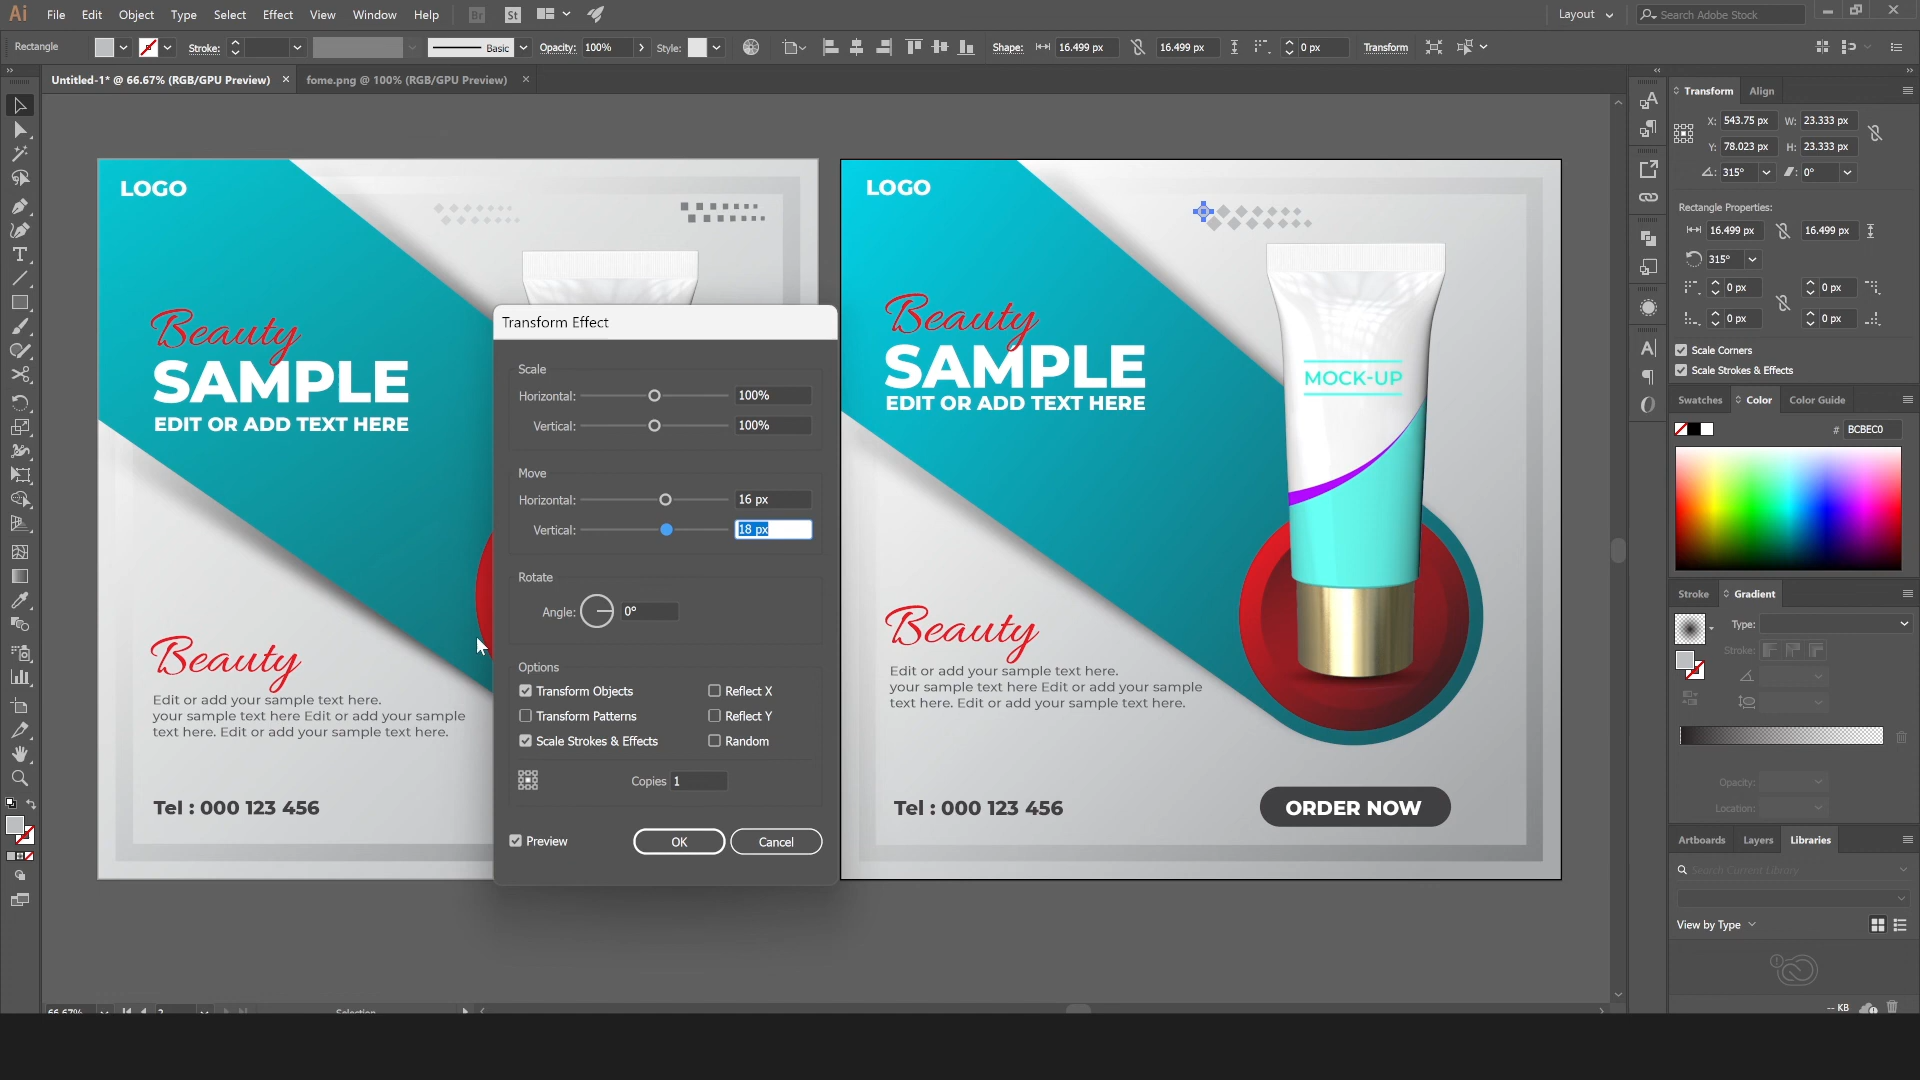 Ai File Edit Object Type Select Effect View Window Help Br St Layout Search Adobe Stock
Rectangle Stroke: Basic Opacity: 100% Style: Shape: 16.499 px 16.499 px 0 px Transform
Untitled-1* @ 66.67% (RGB/GPU Preview) × fome.png @ 100% (RGB/GPU Preview) ×
LOGO
Beauty
SAMPLE
EDIT OR ADD TEXT HERE
Beauty
Edit or add your sample text here.
your sample text here Edit or add your sample
text here. Edit or add your sample text here.
Tel : 000 123 456
Transform Effect
Scale
Horizontal: 100%
Vertical: 100%
Move
Horizontal: 16 px
Vertical: 18 px
Rotate
Angle: 0°
Options
Transform Objects Reflect X
Transform Patterns Reflect Y
Scale Strokes & Effects Random
Copies 1
Preview OK Cancel
LOGO
Beauty
SAMPLE
EDIT OR ADD TEXT HERE
MOCK-UP
Beauty
Edit or add your sample text here.
your sample text here Edit or add your sample
text here. Edit or add your sample text here.
Tel : 000 123 456
ORDER NOW
Transform Align
X: 543.75 px W: 23.333 px
Y: 78.023 px H: 23.333 px
315° 0°
Rectangle Properties:
16.499 px 16.499 px
315°
0 px 0 px
0 px 0 px
Scale Corners
Scale Strokes & Effects
Swatches Color Color Guide
# BCBEC0
Stroke Gradient
Type:
Stroke:
Opacity:
Location:
Artboards Layers Libraries
Search Current Library
View by Type
-- KB
66.67% 2 Selection